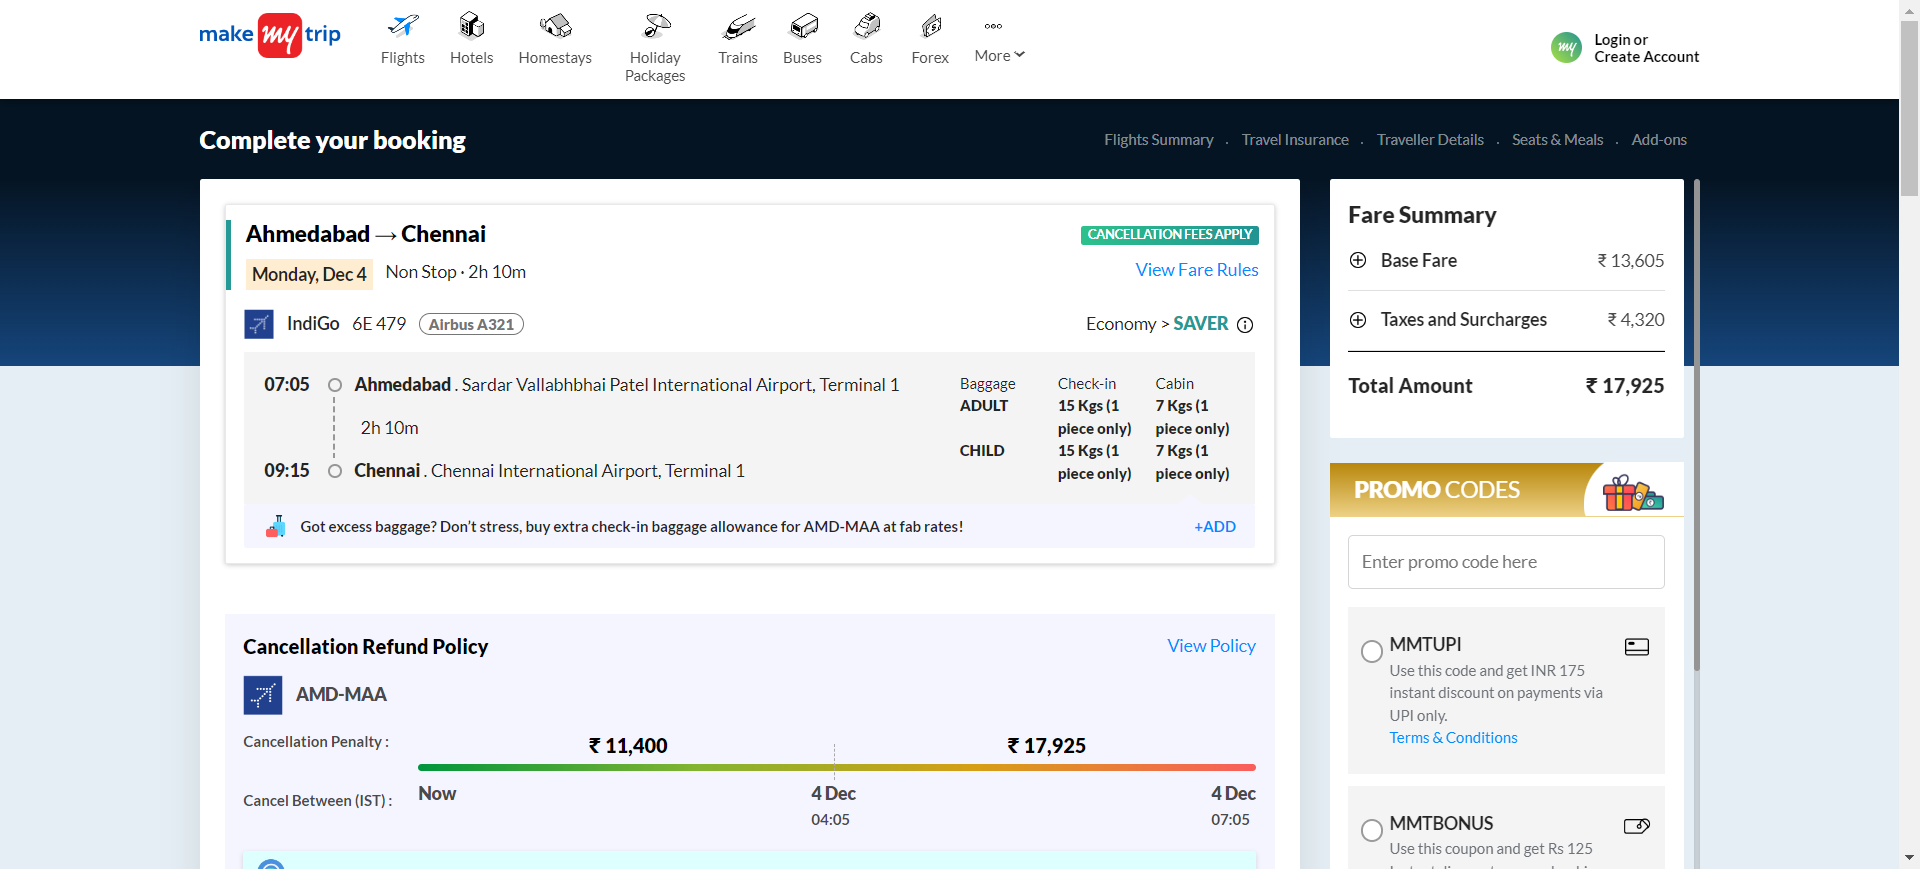 make my trip
Flights
Hotels
Homestays
Holiday
Packages
Trains
Buses
Cabs
Forex
More
my
Login or
Create Account
Complete your booking
Flights Summary . Travel Insurance . Traveller Details . Seats & Meals . Add-ons
Ahmedabad → Chennai
CANCELLATION FEES APPLY
Monday, Dec 4 Non Stop · 2h 10m
View Fare Rules
IndiGo 6E 479 Airbus A321
Economy > SAVER
07:05 Ahmedabad . Sardar Vallabhbhai Patel International Airport, Terminal 1
2h 10m
09:15 Chennai . Chennai International Airport, Terminal 1
Baggage Check-in Cabin
ADULT 15 Kgs (1 7 Kgs (1
piece only) piece only)
CHILD 15 Kgs (1 7 Kgs (1
piece only) piece only)
Got excess baggage? Don't stress, buy extra check-in baggage allowance for AMD-MAA at fab rates! +ADD
Cancellation Refund Policy View Policy
AMD-MAA
Cancellation Penalty : ₹ 11,400 ₹ 17,925
Cancel Between (IST) : Now 4 Dec 4 Dec
04:05 07:05
Fare Summary
Base Fare ₹ 13,605
Taxes and Surcharges ₹ 4,320
Total Amount ₹ 17,925
PROMO CODES
Enter promo code here
MMTUPI
Use this code and get INR 175
instant discount on payments via
UPI only.
Terms & Conditions
MMTBONUS
Use this coupon and get Rs 125